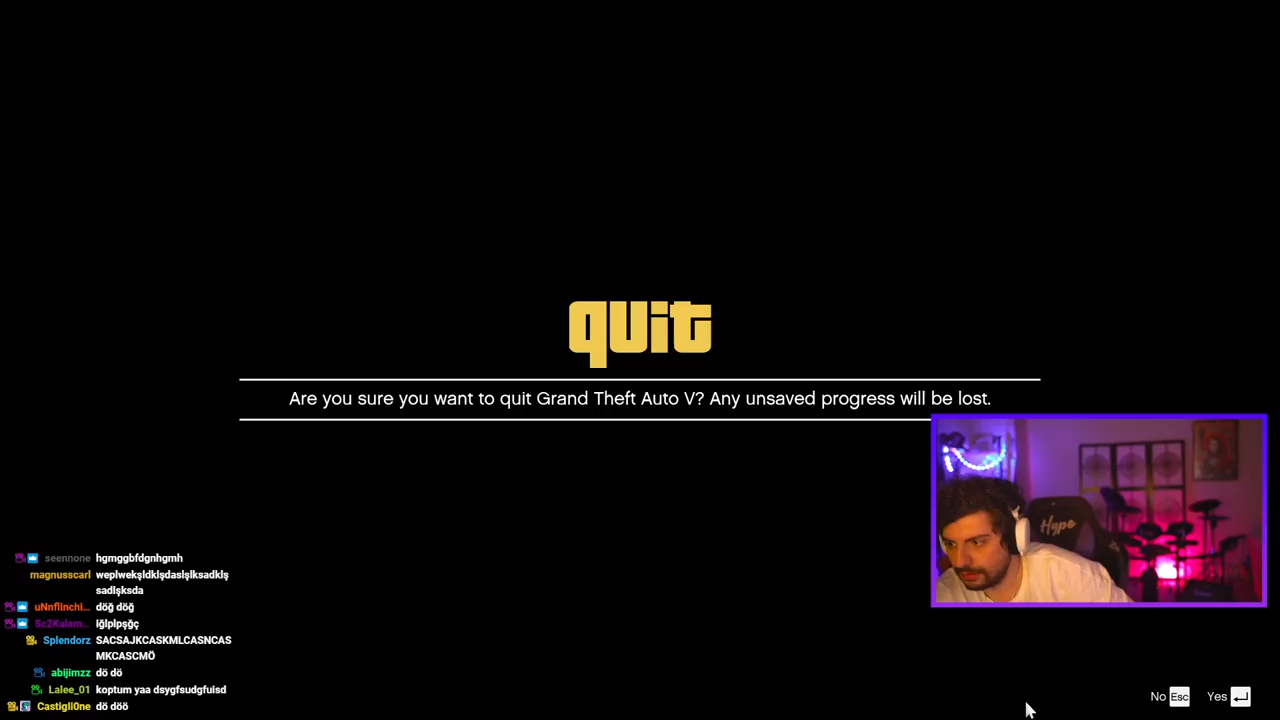 quit
Are you sure you want to quit Grand Theft Auto V? Any unsaved progress will be lost.
Hype
seennone hgmggbfdgnhgmh
magnusscarl weplwekşldklşdaslşlksadklş
sadlşksda
uNnflinchi... döğ döğ
Sc2Kalam... iğlplpşğç
Splendorz SACSAJKCASKMLCASNCAS
MKCASCMÖ
abijimzz dö dö
Lalee_01 koptum yaa dsygfsudgfuisd
Castigli0ne dö döö
No Esc Yes